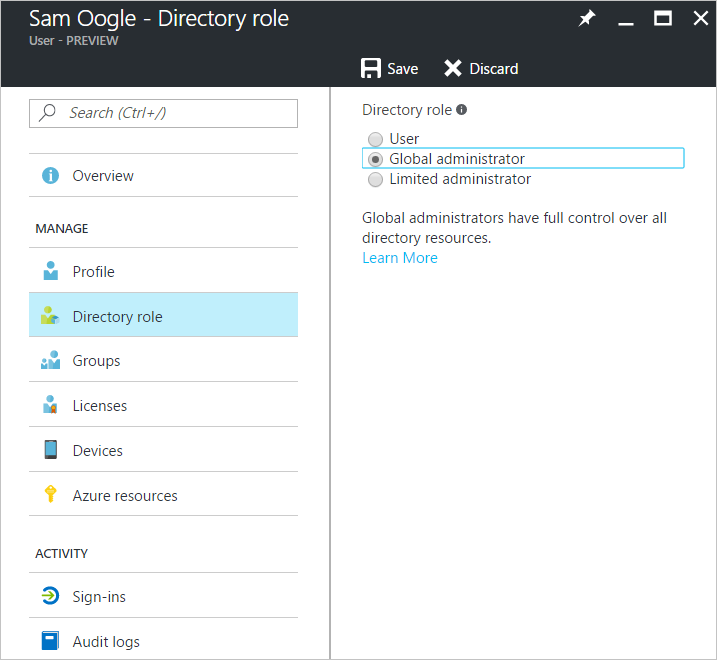 Sam Oogle - Directory role
User - PREVIEW
Save
Discard
Search (Ctrl+/)
Overview
MANAGE
Profile
Directory role
Groups
Licenses
Devices
Azure resources
ACTIVITY
Sign-ins
Audit logs
Directory role
User
Global administrator
Limited administrator
Global administrators have full control over all
directory resources.
Learn More